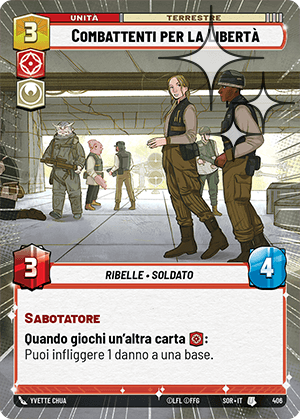 UNITÀ TERRESTRE
3 COMBATTENTI PER LA LIBERTÀ
3 RIBELLE • SOLDATO 4
SABOTATORE
Quando giochi un'altra carta :
Puoi infliggere 1 danno a una base.
YVETTE CHUA ©LFL ©FFG SOR • IT U 406